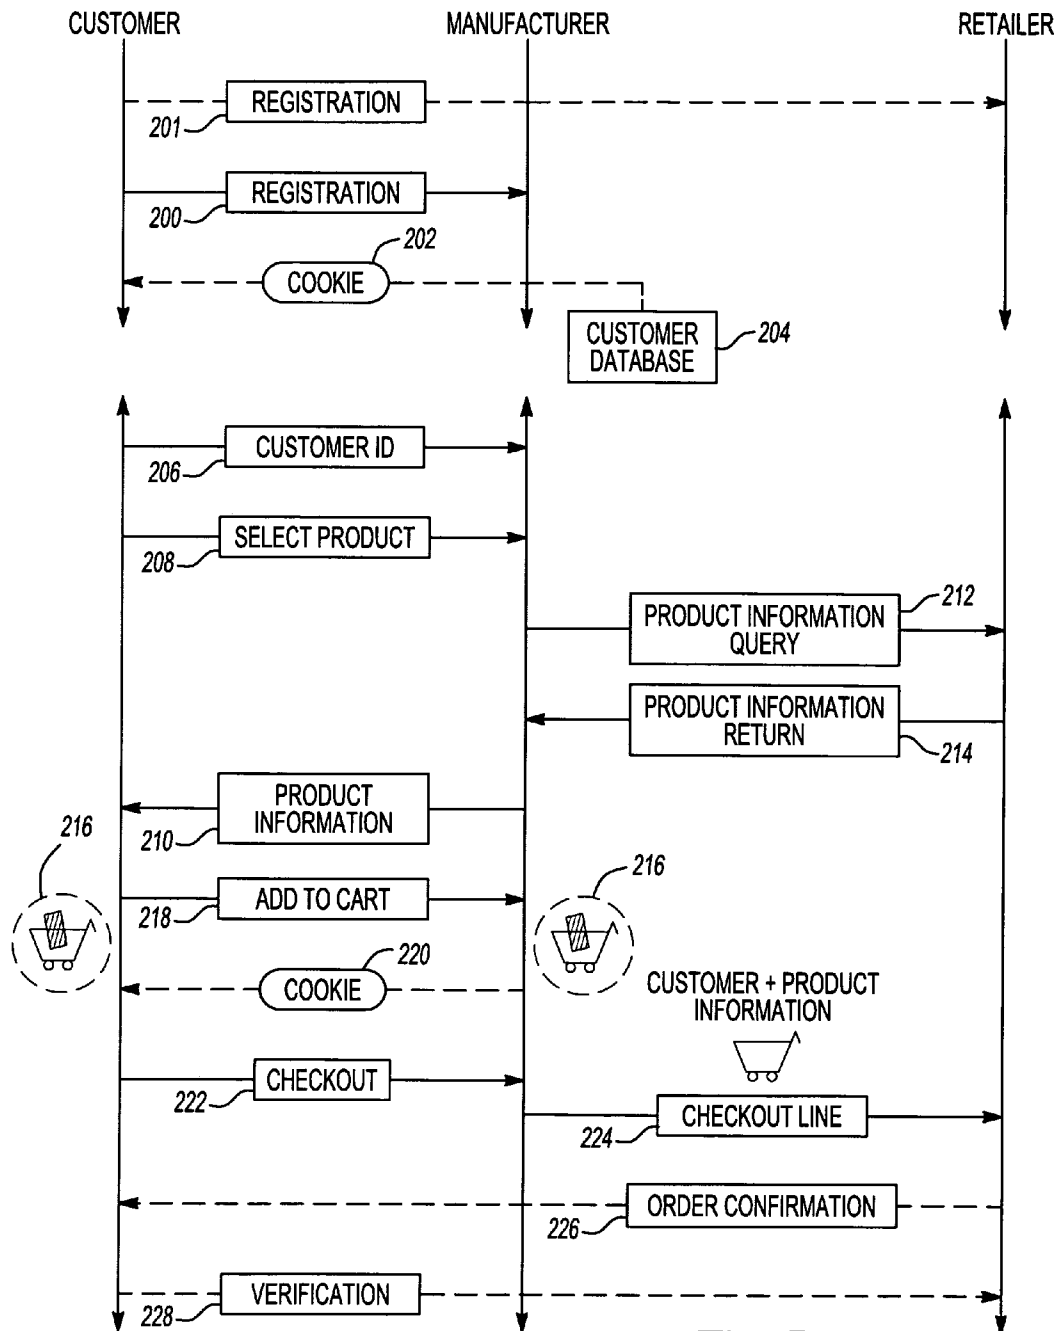 CUSTOMER MANUFACTURER RETAILER
REGISTRATION
201
REGISTRATION
200
202
COOKIE
CUSTOMER
DATABASE
204
CUSTOMER ID
206
SELECT PRODUCT
208
212
PRODUCT INFORMATION
QUERY
PRODUCT INFORMATION
RETURN
214
PRODUCT
INFORMATION
210
216
216
ADD TO CART
218
220
COOKIE
CUSTOMER + PRODUCT
INFORMATION
CHECKOUT
222
CHECKOUT LINE
224
ORDER CONFIRMATION
226
VERIFICATION
228